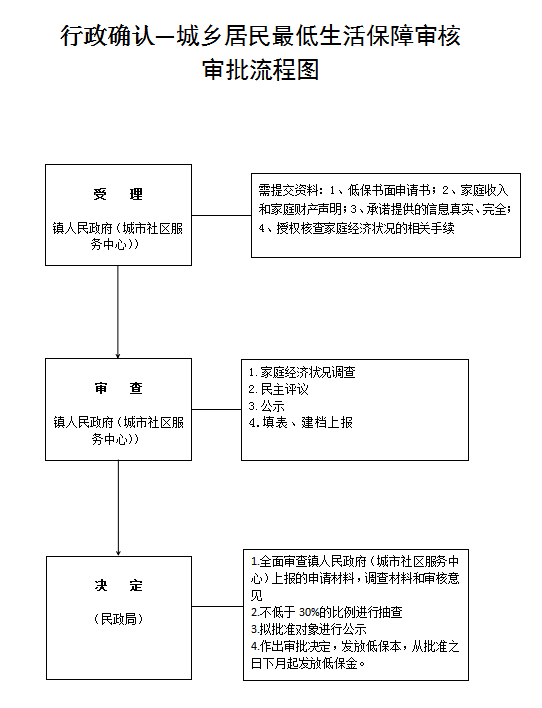 行政确认—城乡居民最低生活保障审核
审批流程图
受 理
镇人民政府（城市社区服
务中心））
需提交资料：1、低保书面申请书；2、家庭收入
和家庭财产声明；3、承诺提供的信息真实、完全；
4、授权核查家庭经济状况的相关手续
审 查
镇人民政府（城市社区服
务中心））
1.家庭经济状况调查
2.民主评议
3.公示
4.填表、建档上报
决 定
（民政局）
1.全面审查镇人民政府（城市社区服务中
心）上报的申请材料，调查材料和审核意
见
2.不低于 30%的比例进行抽查
3.拟批准对象进行公示
4.作出审批决定，发放低保本，从批准之
日下月起发放低保金。